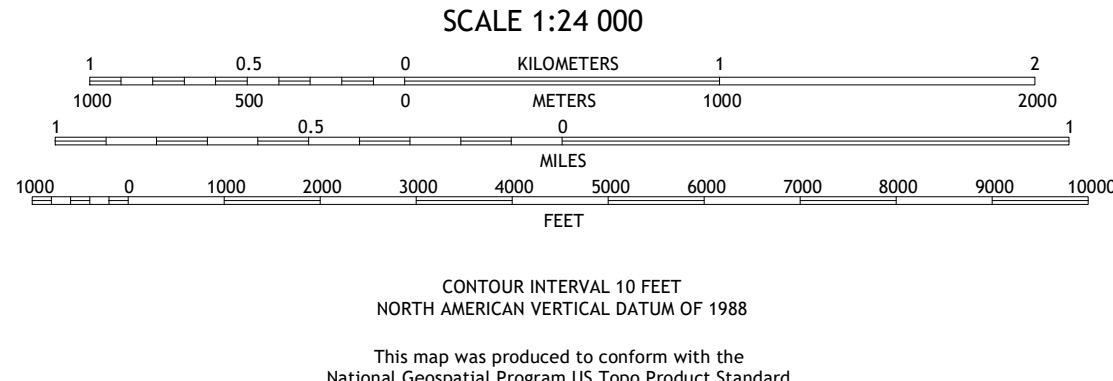 SCALE 1:24 000
1 0.5 0 KILOMETERS 1 2
1000 500 0 METERS 1000 2000
1 0.5 0 1
MILES
1000 0 1000 2000 3000 4000 5000 6000 7000 8000 9000 10000
FEET
CONTOUR INTERVAL 10 FEET
NORTH AMERICAN VERTICAL DATUM OF 1988
This map was produced to conform with the
National Geospatial Program US Topo Product Standard